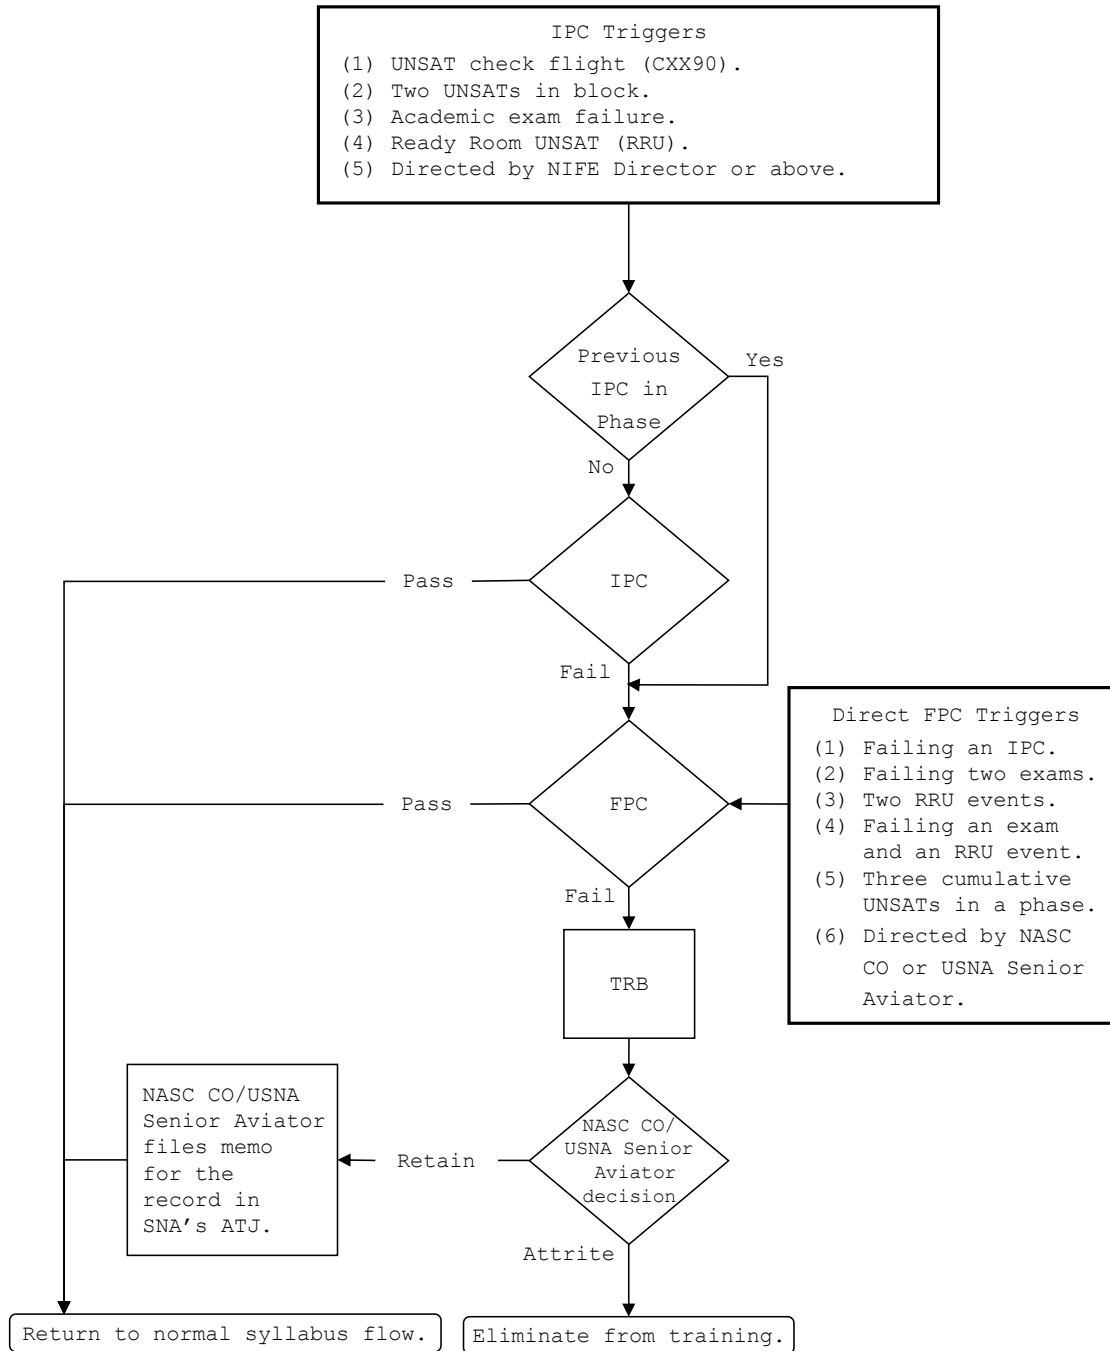 IPC Triggers
(1) UNSAT check flight (CXX90).
(2) Two UNSATs in block.
(3) Academic exam failure.
(4) Ready Room UNSAT (RRU).
(5) Directed by NIFE Director or above.
Previous
IPC in
Phase
Yes
No
IPC
Pass
Fail
Direct FPC Triggers
(1) Failing an IPC.
(2) Failing two exams.
(3) Two RRU events.
(4) Failing an exam
and an RRU event.
(5) Three cumulative
UNSATs in a phase.
(6) Directed by NASC
CO or USNA Senior
Aviator.
FPC
Pass
Fail
TRB
NASC CO/
USNA Senior
Aviator
decision
Retain
NASC CO/USNA
Senior Aviator
files memo
for the
record in
SNA's ATJ.
Attrite
Return to normal syllabus flow.
Eliminate from training.